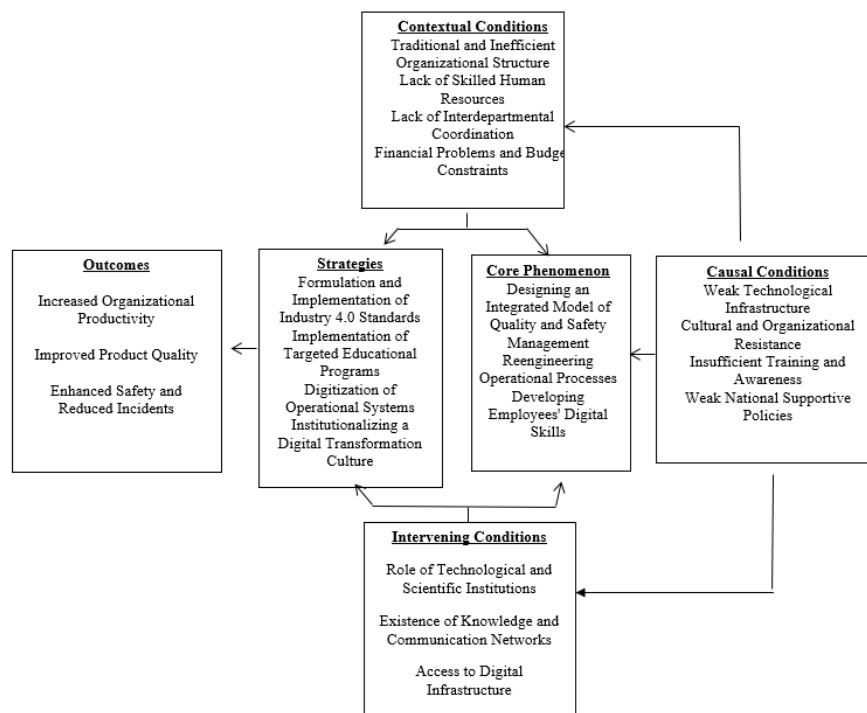 Contextual Conditions
Traditional and Inefficient
Organizational Structure
Lack of Skilled Human
Resources
Lack of Interdepartmental
Coordination
Financial Problems and Budge
Constraints
Outcomes
Increased Organizational
Productivity
Improved Product Quality
Enhanced Safety and
Reduced Incidents
Strategies
Formulation and
Implementation of
Industry 4.0 Standards
Implementation of
Targeted Educational
Programs
Digitization of
Operational Systems
Institutionalizing a
Digital Transformation
Culture
Core Phenomenon
Designing an
Integrated Model of
Quality and Safety
Management
Reengineering
Operational Processes
Developing
Employees' Digital
Skills
Causal Conditions
Weak Technological
Infrastructure
Cultural and Organizational
Resistance
Insufficient Training and
Awareness
Weak National Supportive
Policies
Intervening Conditions
Role of Technological and
Scientific Institutions
Existence of Knowledge and
Communication Networks
Access to Digital
Infrastructure